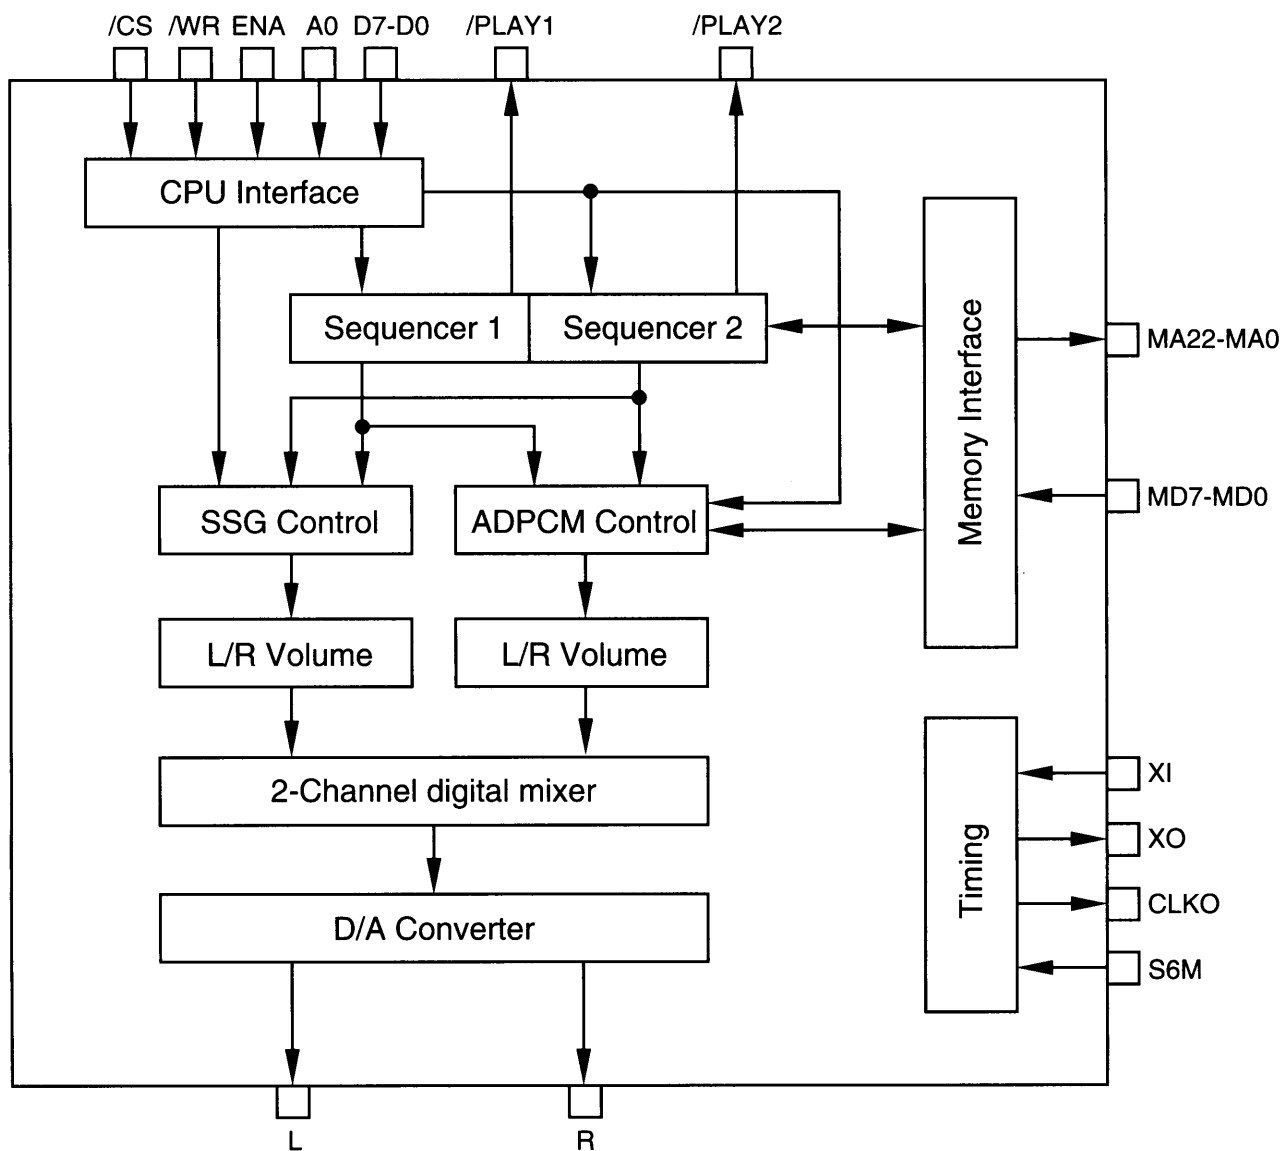 /CS /WR ENA A0 D7-D0 /PLAY1 /PLAY2
CPU Interface
Sequencer 1 Sequencer 2
Memory Interface
MA22-MA0
MD7-MD0
SSG Control ADPCM Control
L/R Volume L/R Volume
2-Channel digital mixer
D/A Converter
Timing
XI
XO
CLKO
S6M
L R